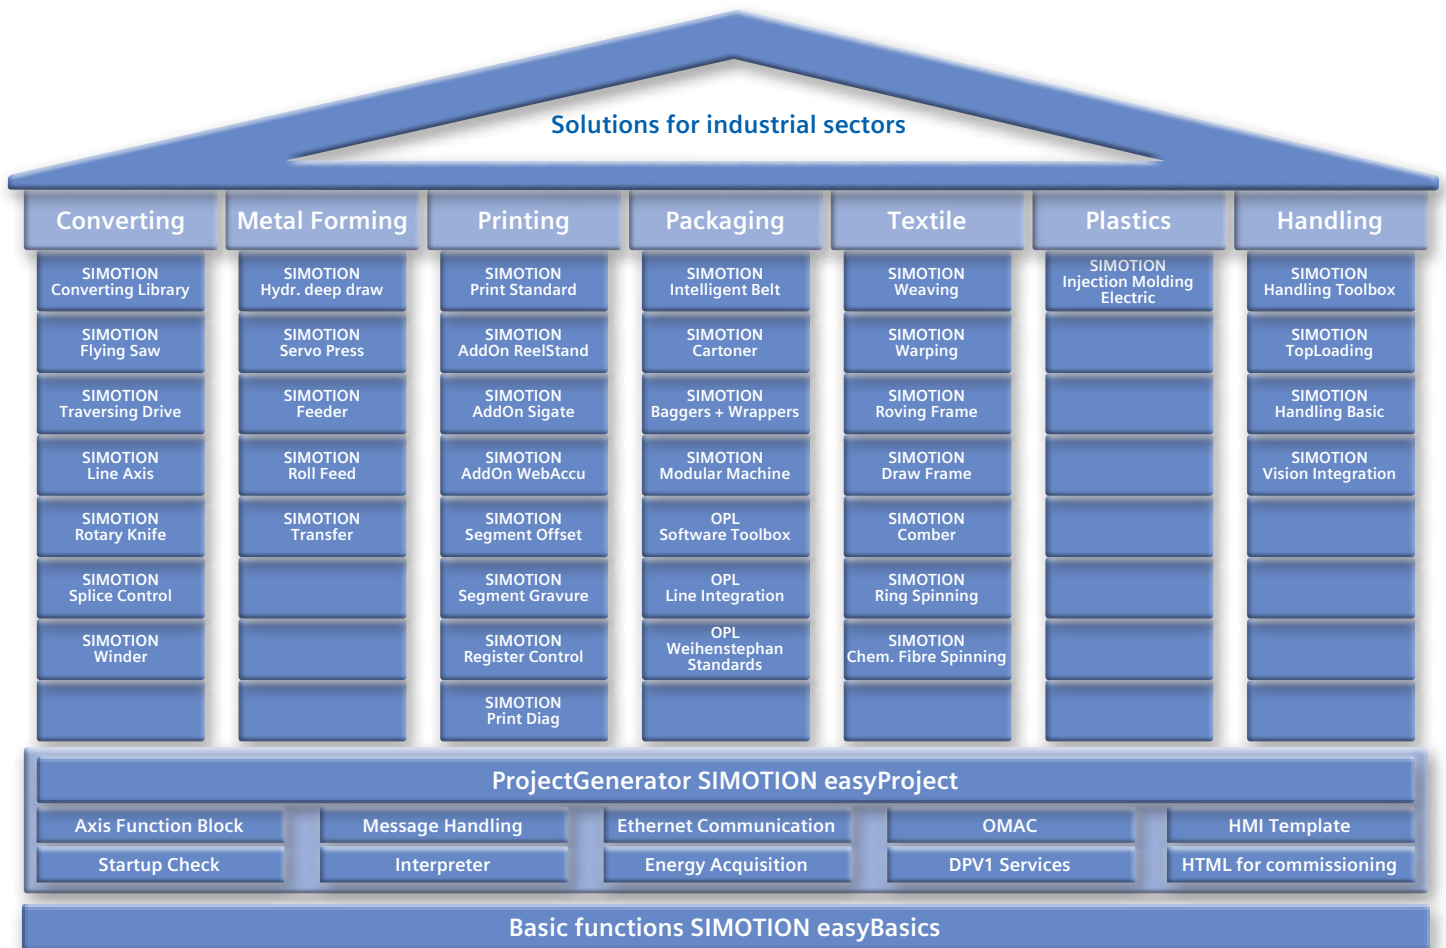 Solutions for industrial sectors
Converting
Metal Forming
Printing
Packaging
Textile
Plastics
Handling
SIMOTION
Converting Library
SIMOTION
Flying Saw
SIMOTION
Traversing Drive
SIMOTION
Line Axis
SIMOTION
Rotary Knife
SIMOTION
Splice Control
SIMOTION
Winder
SIMOTION
Hydr. deep draw
SIMOTION
Servo Press
SIMOTION
Feeder
SIMOTION
Roll Feed
SIMOTION
Transfer
SIMOTION
Print Standard
SIMOTION
AddOn ReelStand
SIMOTION
AddOn Sigate
SIMOTION
AddOn WebAccu
SIMOTION
Segment Offset
SIMOTION
Segment Gravure
SIMOTION
Register Control
SIMOTION
Print Diag
SIMOTION
Intelligent Belt
SIMOTION
Cartoner
SIMOTION
Baggers + Wrappers
SIMOTION
Modular Machine
OPL
Software Toolbox
OPL
Line Integration
OPL
Weihenstephan
Standards
SIMOTION
Weaving
SIMOTION
Warping
SIMOTION
Roving Frame
SIMOTION
Draw Frame
SIMOTION
Comber
SIMOTION
Ring Spinning
SIMOTION
Chem. Fibre Spinning
SIMOTION
Injection Molding
Electric
SIMOTION
Handling Toolbox
SIMOTION
TopLoading
SIMOTION
Handling Basic
SIMOTION
Vision Integration
ProjectGenerator SIMOTION easyProject
Axis Function Block
Message Handling
Ethernet Communication
OMAC
HMI Template
Startup Check
Interpreter
Energy Acquisition
DPV1 Services
HTML for commissioning
Basic functions SIMOTION easyBasics